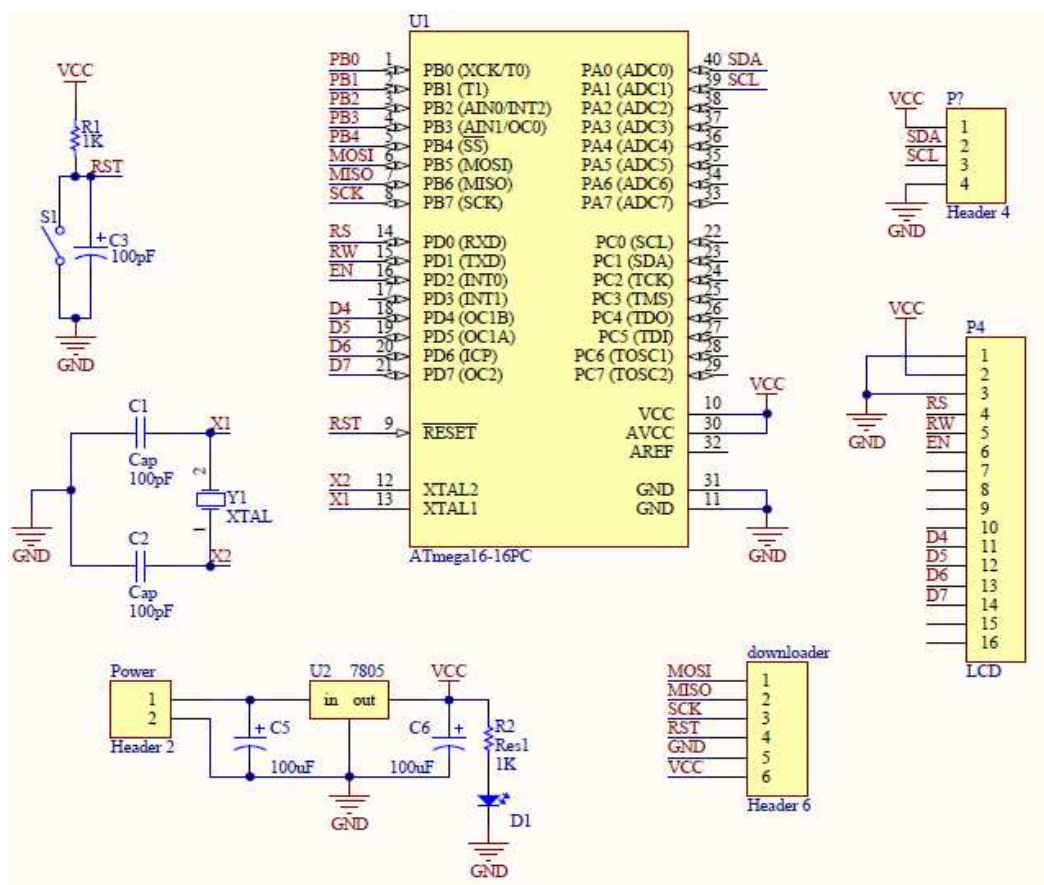 VCC
R1
1K
RST
S1
C3
+
100pF
GND
C1
Cap
100pF
X1
2
Y1
XTAL
1
GND
C2
X2
Cap
100pF
U1
PB0 1 PB0 (XCK/T0)
PB1 2 PB1 (T1)
PB2 3 PB2 (AIN0/INT2)
PB3 4 PB3 (AIN1/OC0)
PB4 5 PB4 (SS)
MOSI 6 PB5 (MOSI)
MISO 7 PB6 (MISO)
SCK 8 PB7 (SCK)
RS 14 PD0 (RXD)
RW 15 PD1 (TXD)
EN 16 PD2 (INT0)
17 PD3 (INT1)
D4 18 PD4 (OC1B)
D5 19 PD5 (OC1A)
D6 20 PD6 (ICP)
D7 21 PD7 (OC2)
RST 9 RESET
X2 12 XTAL2
X1 13 XTAL1
PA0 (ADC0) 40 SDA
PA1 (ADC1) 39 SCL
PA2 (ADC2) 38
PA3 (ADC3) 37
PA4 (ADC4) 36
PA5 (ADC5) 35
PA6 (ADC6) 34
PA7 (ADC7) 33
PC0 (SCL) 22
PC1 (SDA) 23
PC2 (TCK) 24
PC3 (TMS) 25
PC4 (TDO) 26
PC5 (TDI) 27
PC6 (TOSC1) 28
PC7 (TOSC2) 29
VCC
VCC 10
AVCC 30
AREF 32
GND 31
GND 11
GND
ATmega16-16PC
P?
VCC 1
SDA 2
SCL 3
4
GND
Header 4
VCC
P4
1
2
3
GND
RS 4
RW 5
EN 6
7
8
9
10
D4 11
D5 12
D6 13
D7 14
15
16
LCD
Power
1
2
Header 2
U2 7805
in out
VCC
+ C5
100uF
C6 +
100uF
GND
R2
Res1
1K
D1
GND
downloader
MOSI 1
MISO 2
SCK 3
RST 4
GND 5
VCC 6
Header 6